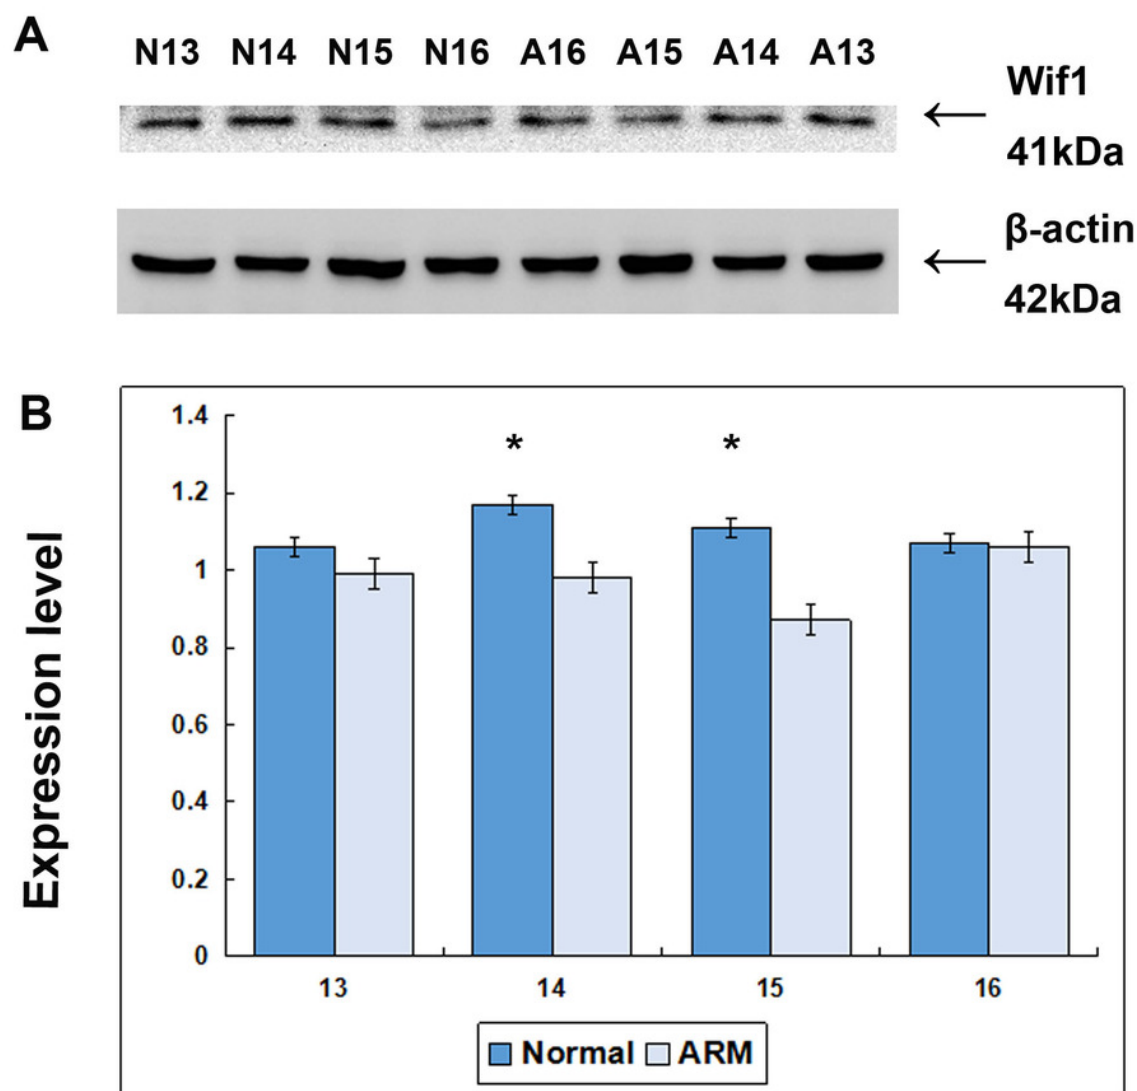 A
N13 N14 N15 N16 A16 A15 A14 A13
Wif1
41kDa
β-actin
42kDa
B
Expression level
1.4
1.2
1
0.8
0.6
0.4
0.2
0
* *
13 14 15 16
Normal ARM